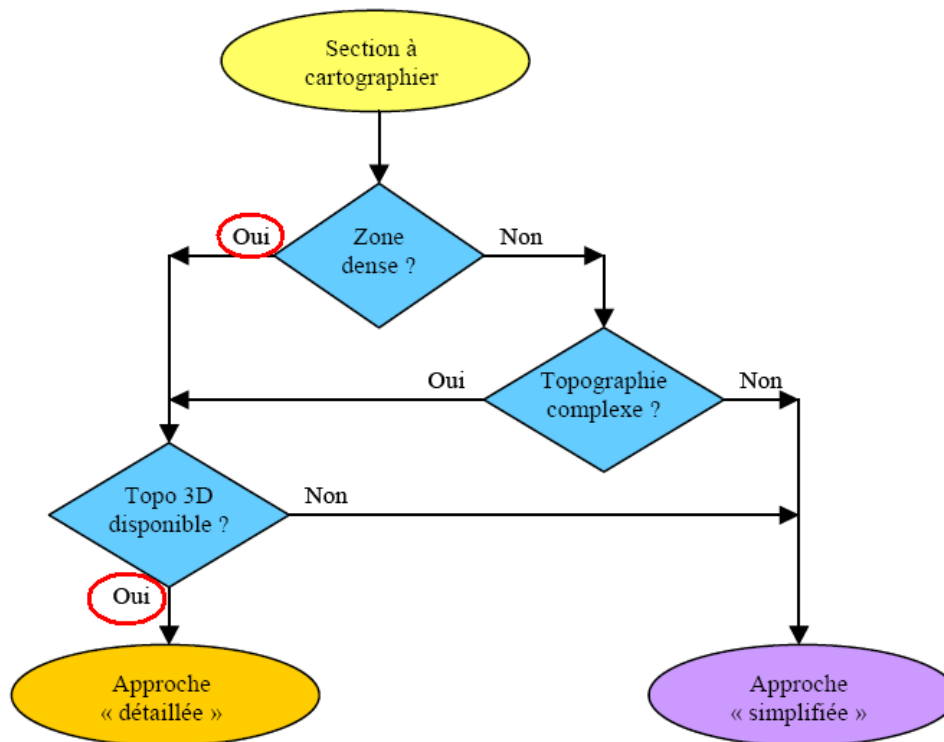 Section à
cartographier
Oui
Zone
dense ?
Non
Oui
Topographie
complexe ?
Non
Topo 3D
disponible ?
Non
Oui
Approche
« détaillée »
Approche
« simplifiée »